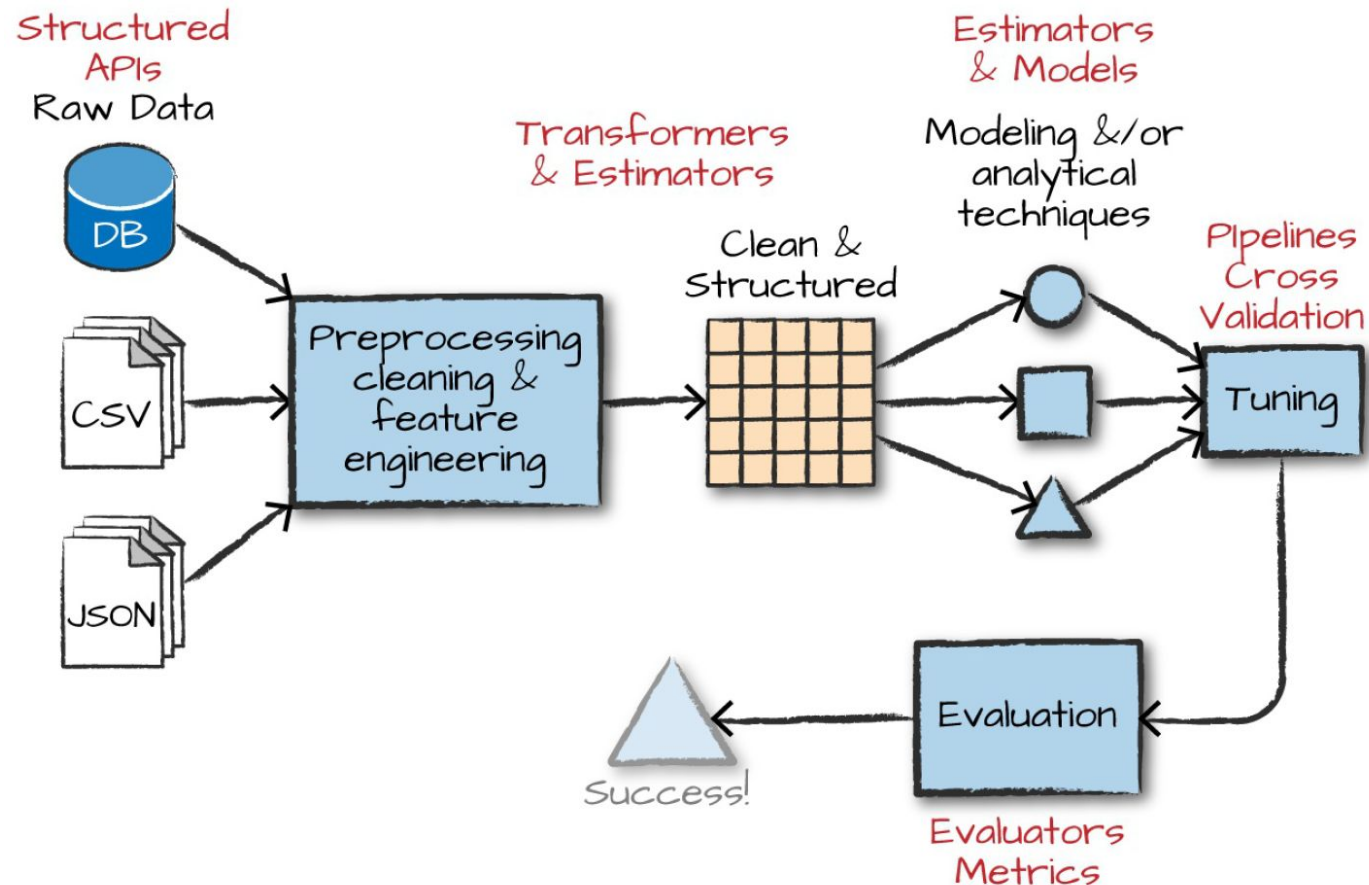 Structured
APIs
Raw Data
DB
CSV
JSON
Transformers
& Estimators
Preprocessing
cleaning &
feature
engineering
Clean &
Structured
Estimators
& Models
Modeling &/or
analytical
techniques
PIpelines
Cross
Validation
Tuning
Evaluation
Evaluators
Metrics
Success!